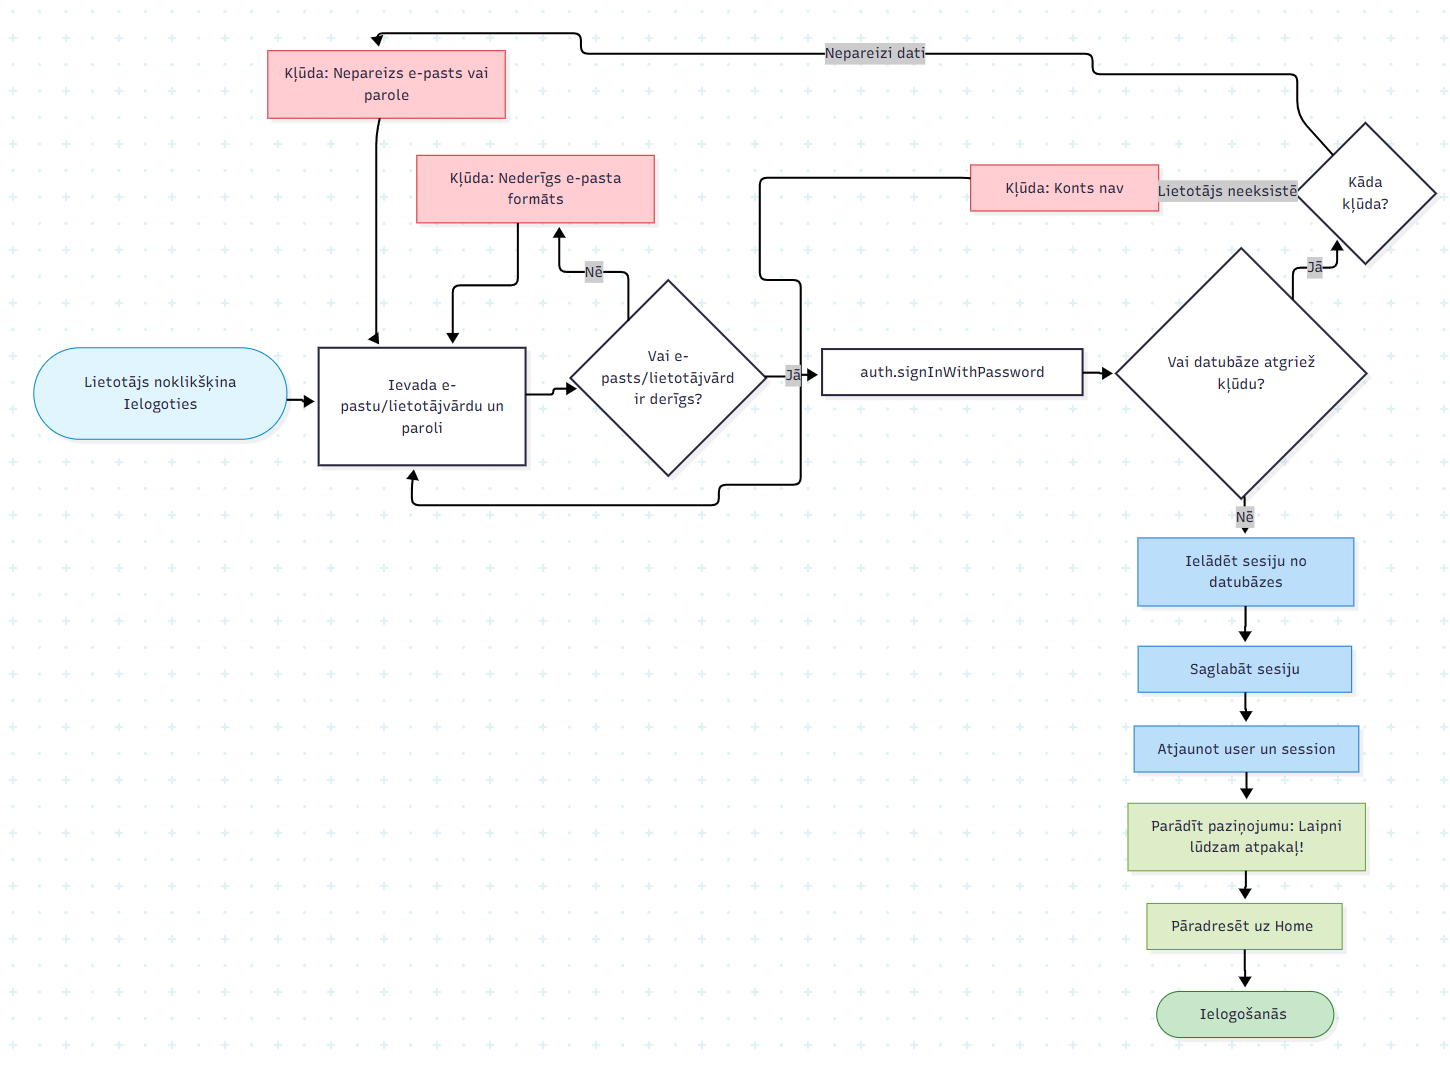 Nepareizi dati
Kļūda: Nepareizs e-pasts vai
parole
Kļūda: Nederīgs e-pasta
formāts
Kļūda: Konts nav
Lietotājs neeksistē
Kāda
kļūda?
Nē
Jā
Lietotājs noklikšķina
Ielogoties
Ievada e-
pastu/lietotājvārdu un
paroli
Vai e-
pasts/lietotājvārd
ir derīgs?
Jā
auth.signInWithPassword
Vai datubāze atgriež
kļūdu?
Nē
Ielādēt sesiju no
datubāzes
Saglabāt sesiju
Atjaunot user un session
Parādīt paziņojumu: Laipni
lūdzam atpakaļ!
Pāradresēt uz Home
Ielogošanās